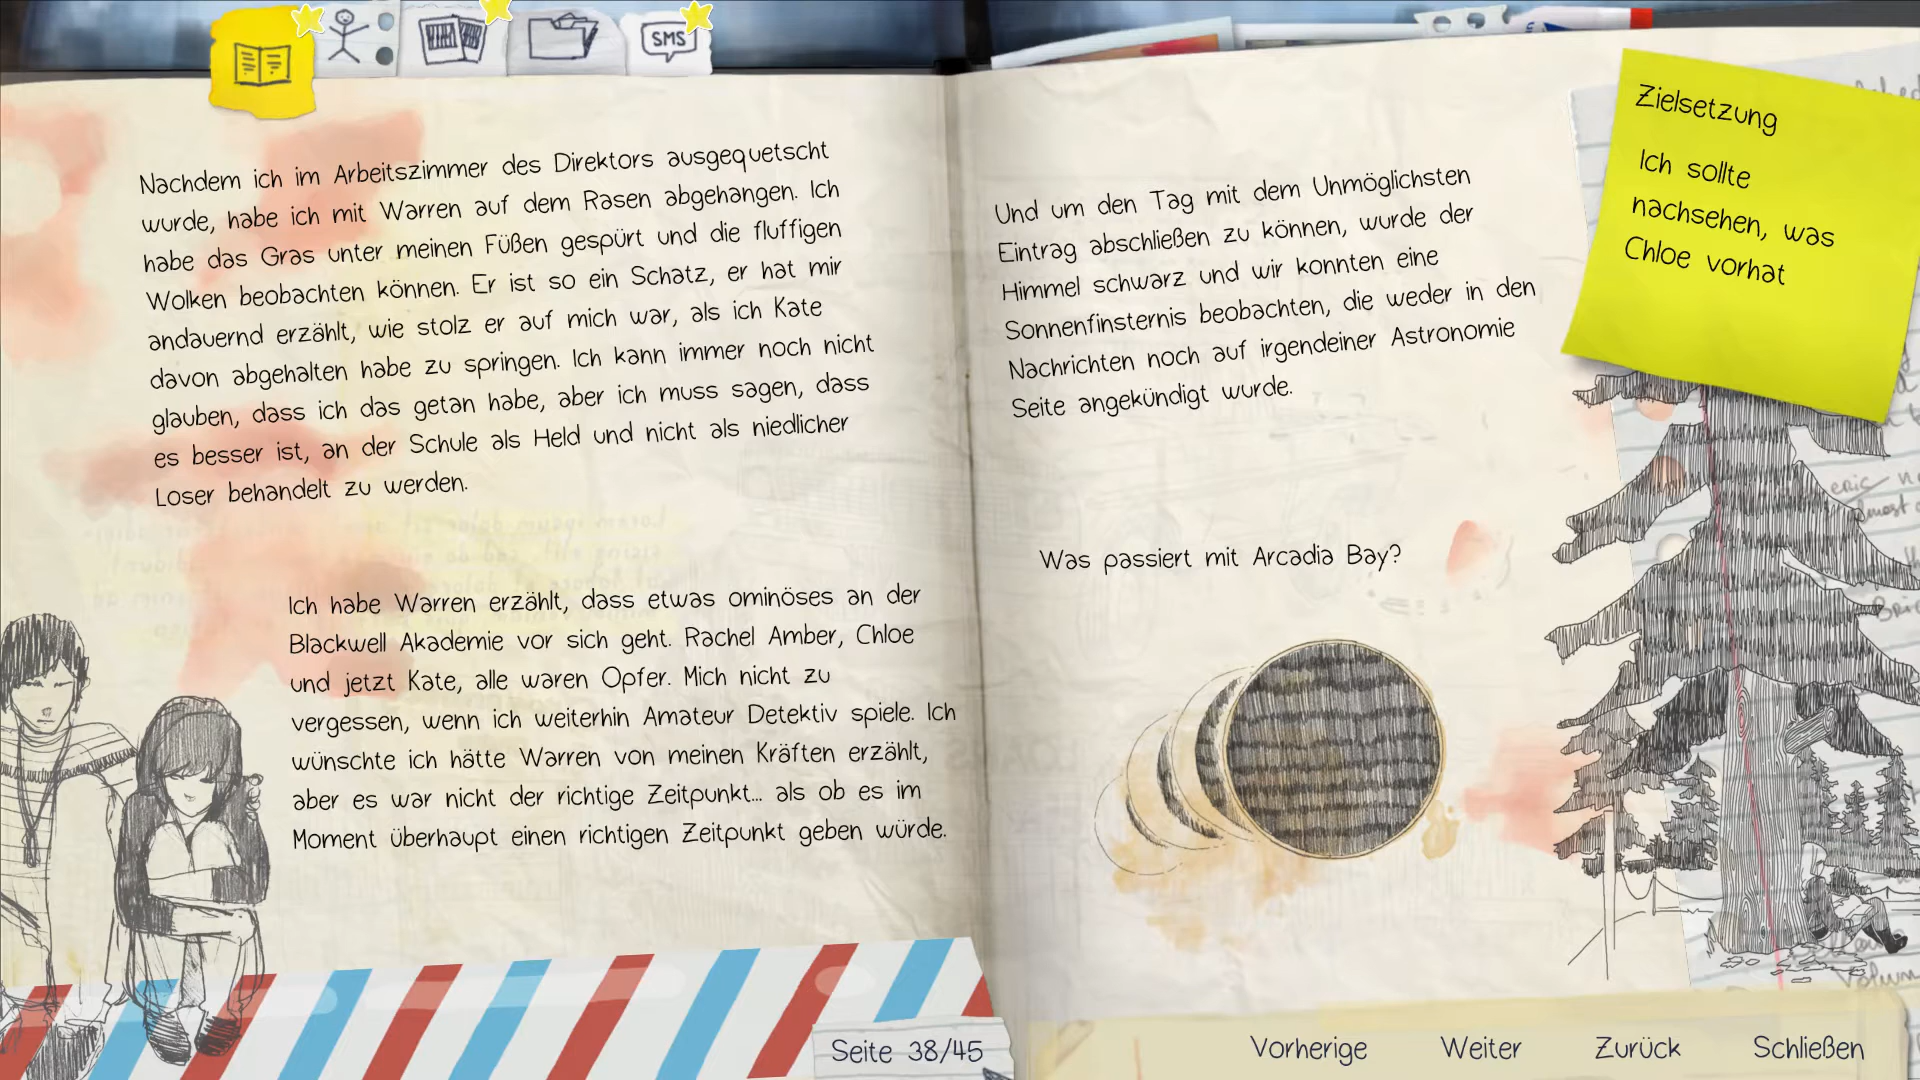 SMS
Nachdem ich im Arbeitszimmer des Direktors ausgequetscht
wurde, habe ich mit Warren auf dem Rasen abgehangen. Ich
habe das Gras unter meinen Füßen gespürt und die fluffigen
Wolken beobachten können. Er ist so ein Schatz, er hat mir
andauernd erzählt, wie stolz er auf mich war, als ich Kate
davon abgehalten habe zu springen. Ich kann immer noch nicht
glauben, dass ich das getan habe, aber ich muss sagen, dass
es besser ist, an der Schule als Held und nicht als niedlicher
Loser behandelt zu werden.
Ich habe Warren erzählt, dass etwas ominöses an der
Blackwell Akademie vor sich geht. Rachel Amber, Chloe
und jetzt Kate, alle waren Opfer. Mich nicht zu
vergessen, wenn ich weiterhin Amateur Detektiv spiele. Ich
wünschte ich hätte Warren von meinen Kräften erzählt,
aber es war nicht der richtige Zeitpunkt... als ob es im
Moment überhaupt einen richtigen Zeitpunkt geben würde.
Und um den Tag mit dem Unmöglichsten
Eintrag abschließen zu können, wurde der
Himmel schwarz und wir konnten eine
Sonnenfinsternis beobachten, die weder in den
Nachrichten noch auf irgendeiner Astronomie
Seite angekündigt wurde.
Was passiert mit Arcadia Bay?
Zielsetzung
Ich sollte
nachsehen, was
Chloe vorhat
Seite 38/45
Vorherige
Weiter
Zurück
Schließen